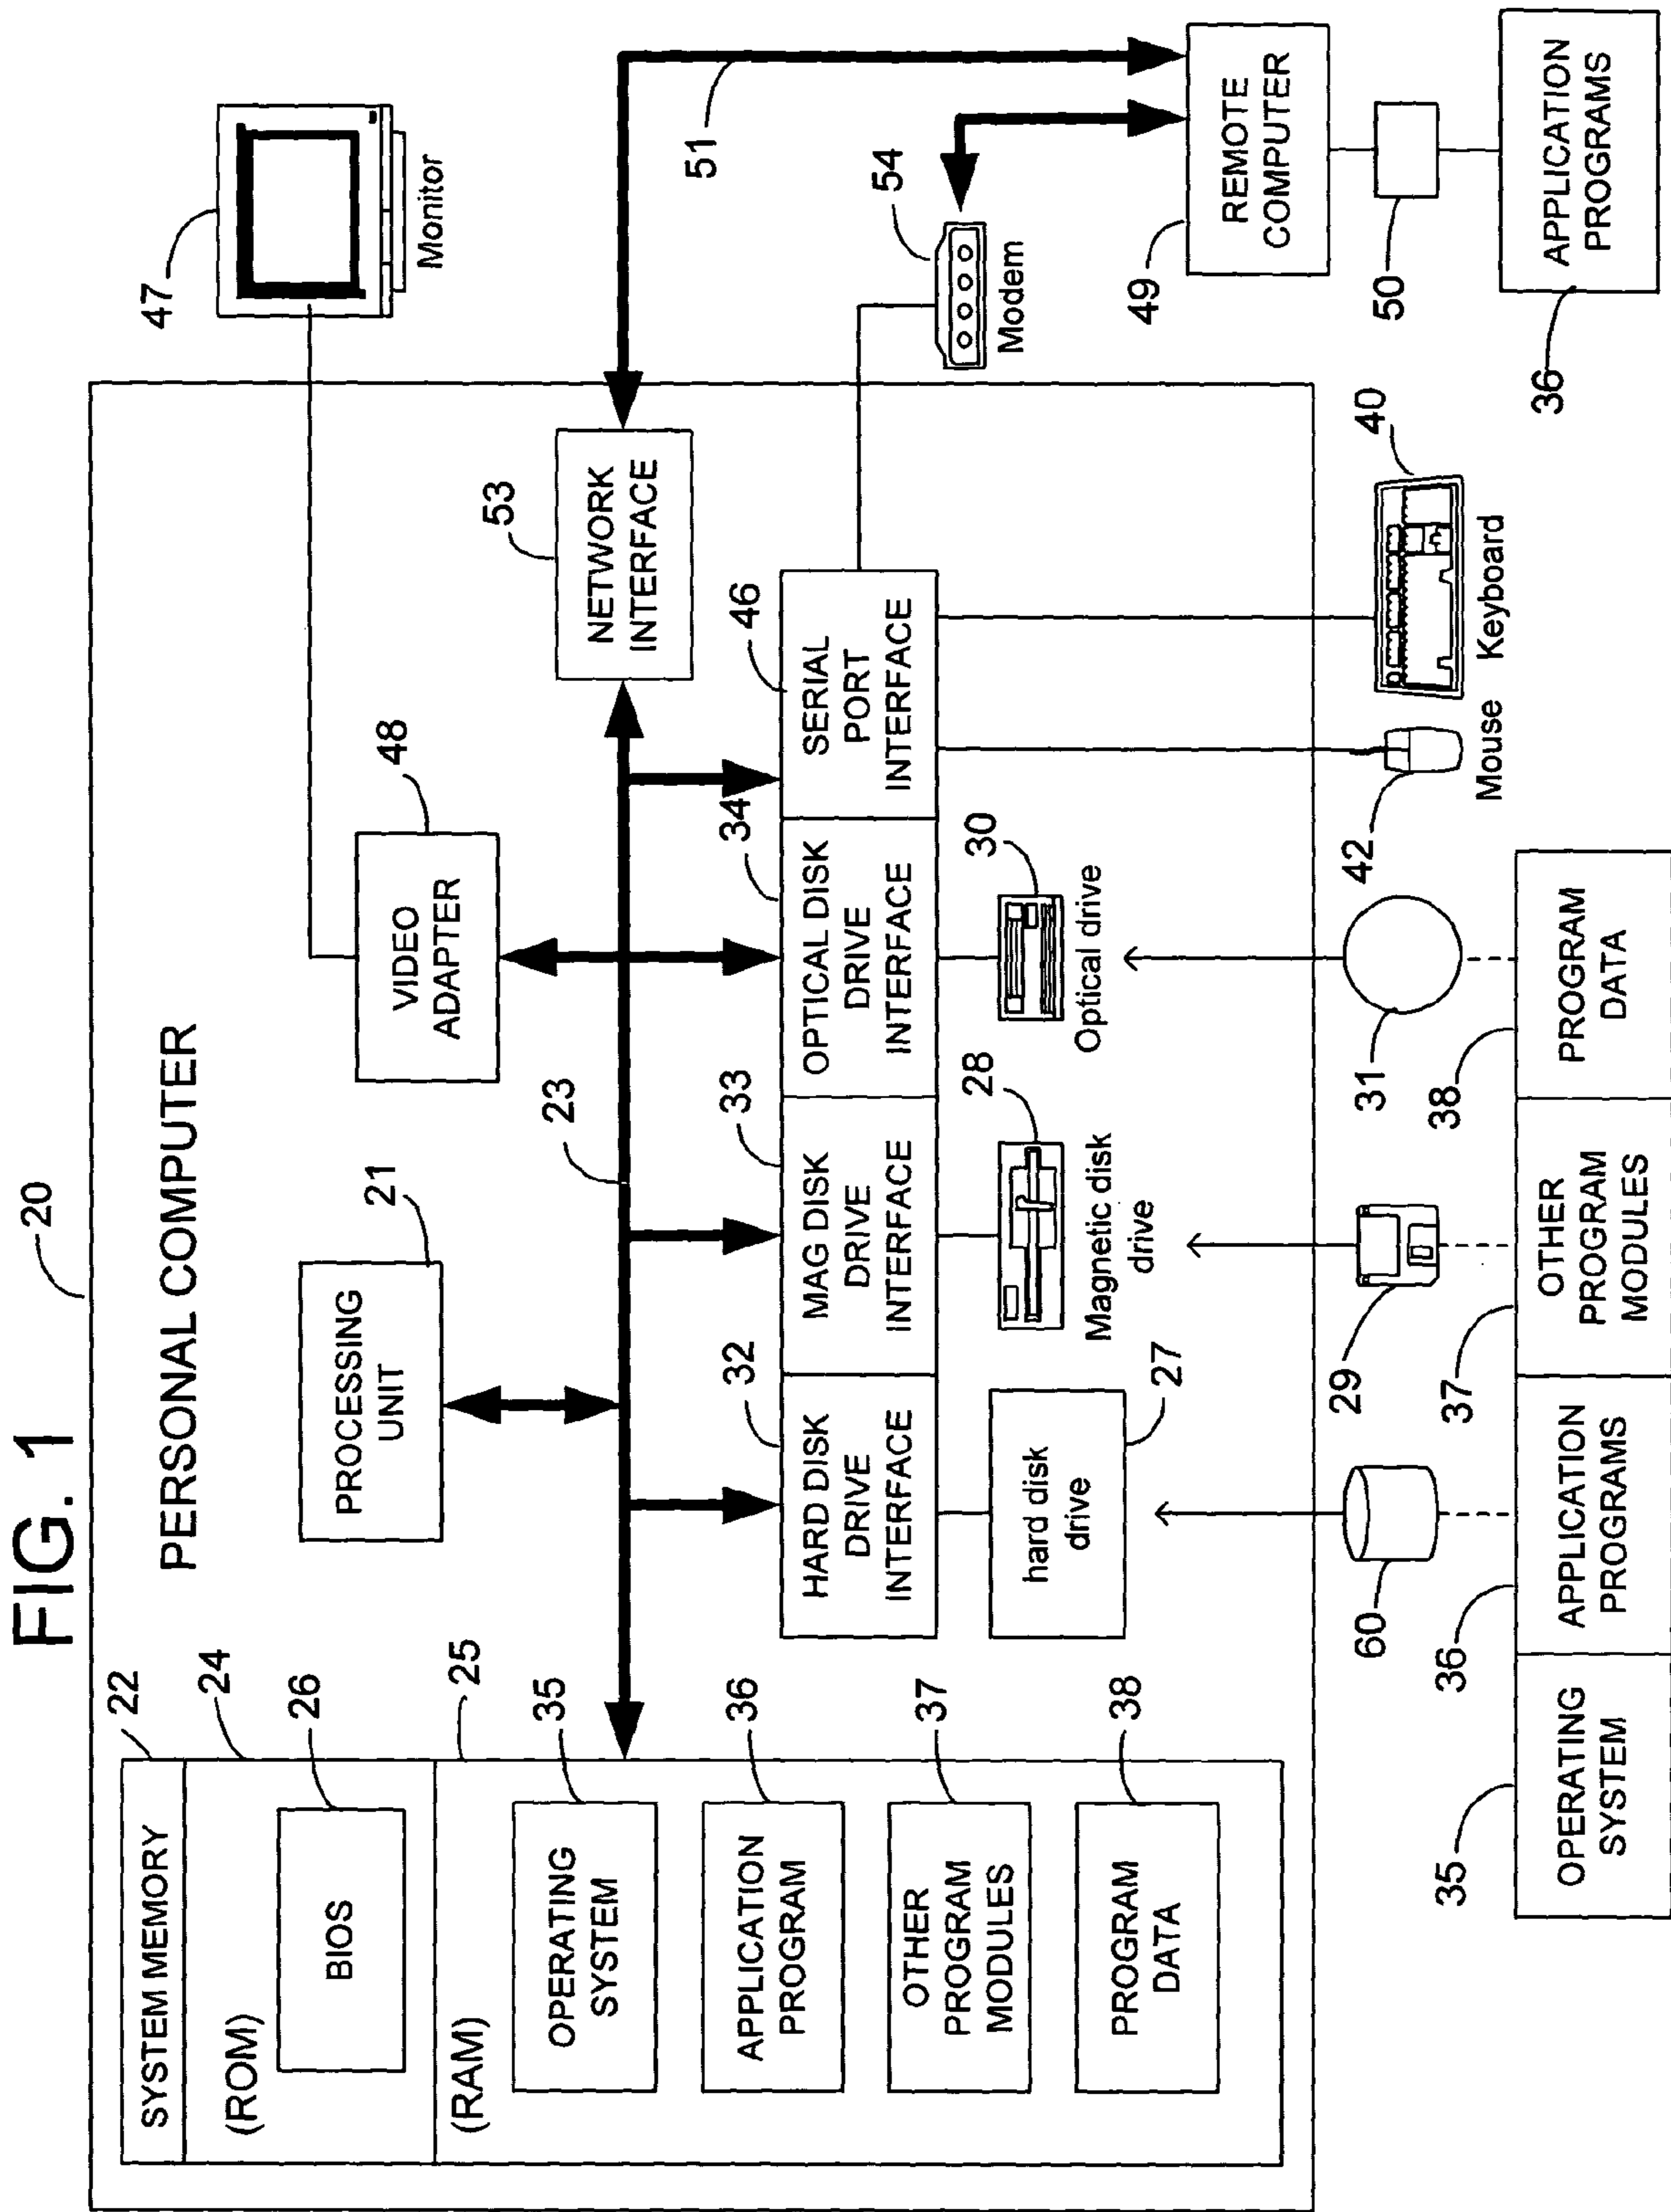 FIG. 1
20
PERSONAL COMPUTER
22
SYSTEM MEMORY
24
(ROM)
26
BIOS
25
(RAM)
35
OPERATING
SYSTEM
36
APPLICATION
PROGRAM
37
OTHER
PROGRAM
MODULES
38
PROGRAM
DATA
21
PROCESSING
UNIT
23
48
VIDEO
ADAPTER
47
Monitor
53
NETWORK
INTERFACE
51
32
HARD DISK
DRIVE
INTERFACE
33
MAG DISK
DRIVE
INTERFACE
34
OPTICAL DISK
DRIVE
INTERFACE
46
SERIAL
PORT
INTERFACE
hard disk
drive
27
28
Magnetic disk
drive
30
Optical drive
54
Modem
60
29
31
42
Mouse
40
Keyboard
49
REMOTE
COMPUTER
50
36
APPLICATION
PROGRAMS
35
OPERATING
SYSTEM
36
APPLICATION
PROGRAMS
37
OTHER
PROGRAM
MODULES
38
PROGRAM
DATA